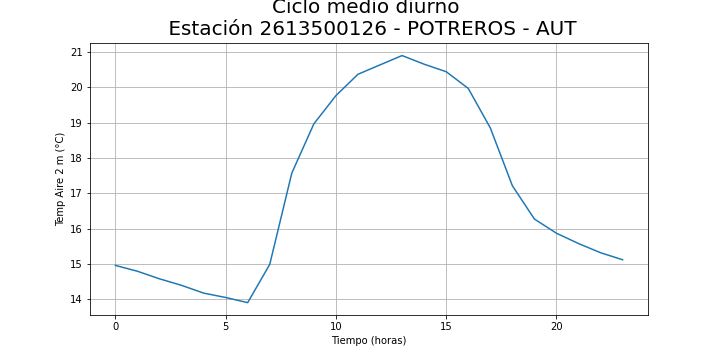 Ciclo medio diurno
Estación 2613500126 - POTREROS - AUT
21
20
19
18
17
16
15
14
Temp Aire 2 m (°C)
0 5 10 15 20
Tiempo (horas)